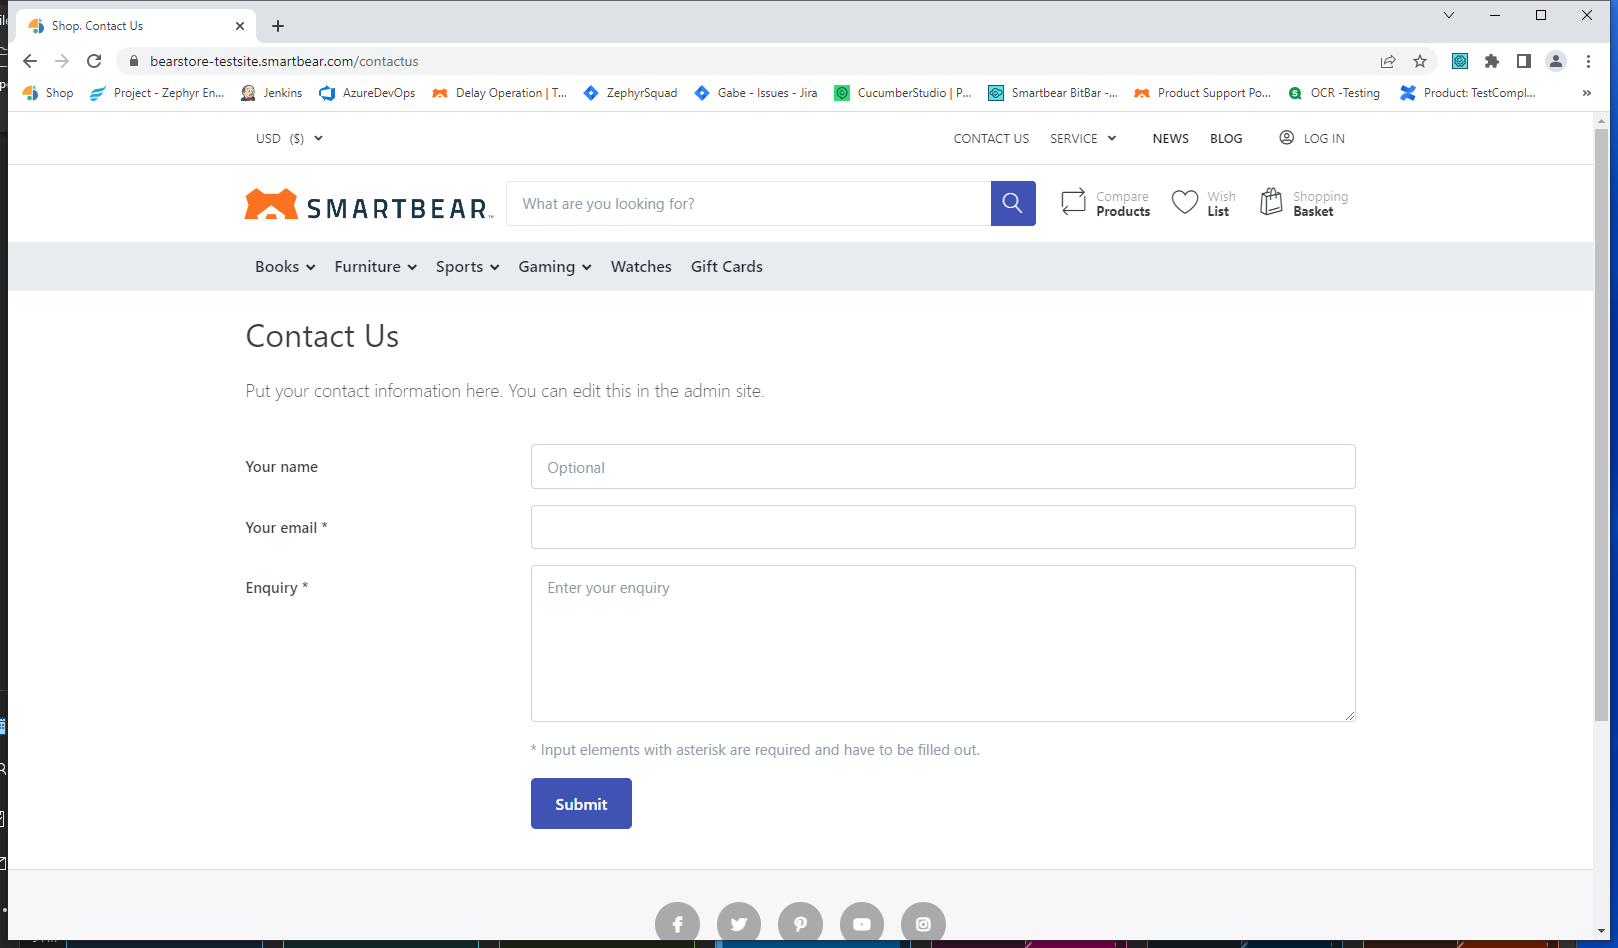 Shop. Contact Us
bearstore-testsite.smartbear.com/contactus
Shop Project - Zephyr En... Jenkins AzureDevOps Delay Operation | T... ZephyrSquad Gabe - Issues - Jira CucumberStudio | P... Smartbear BitBar -... Product Support Po... OCR -Testing Product: TestCompl... »
USD ($) CONTACT US SERVICE NEWS BLOG LOG IN
SMARTBEAR™ What are you looking for? Compare Products Wish List Shopping Basket
Books Furniture Sports Gaming Watches Gift Cards
Contact Us
Put your contact information here. You can edit this in the admin site.
Your name Optional
Your email *
Enquiry * Enter your enquiry
* Input elements with asterisk are required and have to be filled out.
Submit